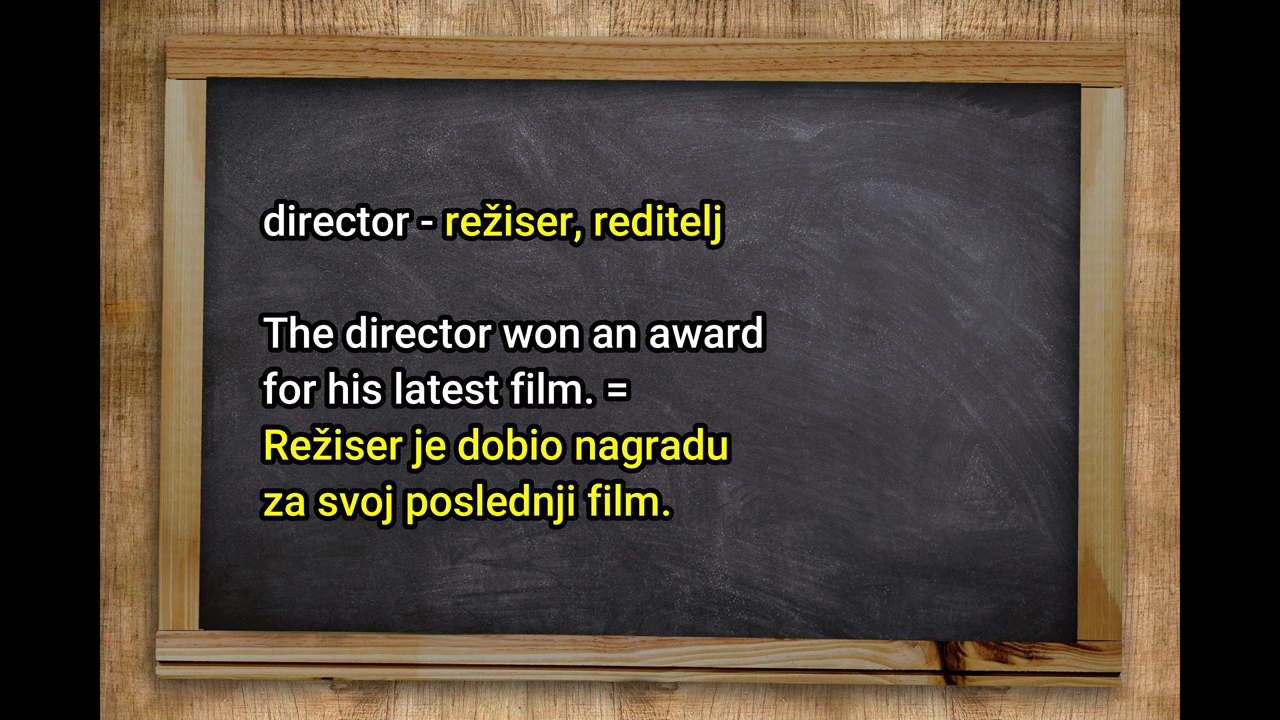 director - režiser, reditelj
The director won an award
for his latest film. =
Režiser je dobio nagradu
za svoj poslednji film.